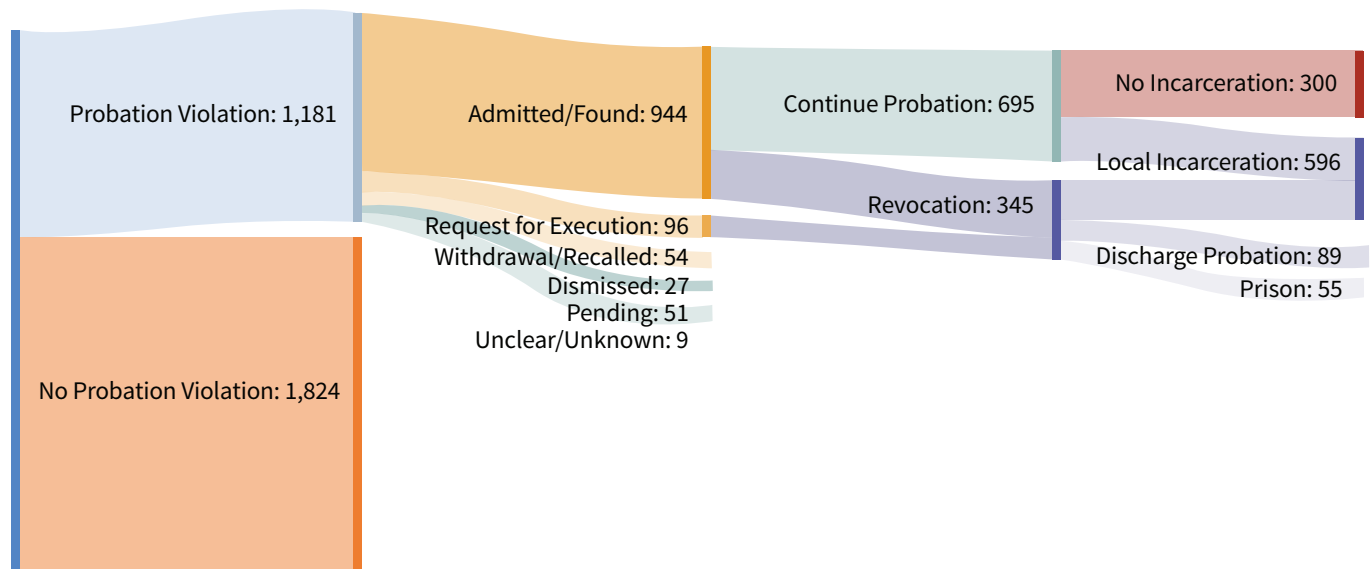 Probation Violation: 1,181
No Probation Violation: 1,824
Admitted/Found: 944
Request for Execution: 96
Withdrawal/Recalled: 54
Dismissed: 27
Pending: 51
Unclear/Unknown: 9
Continue Probation: 695
Revocation: 345
No Incarceration: 300
Local Incarceration: 596
Discharge Probation: 89
Prison: 55